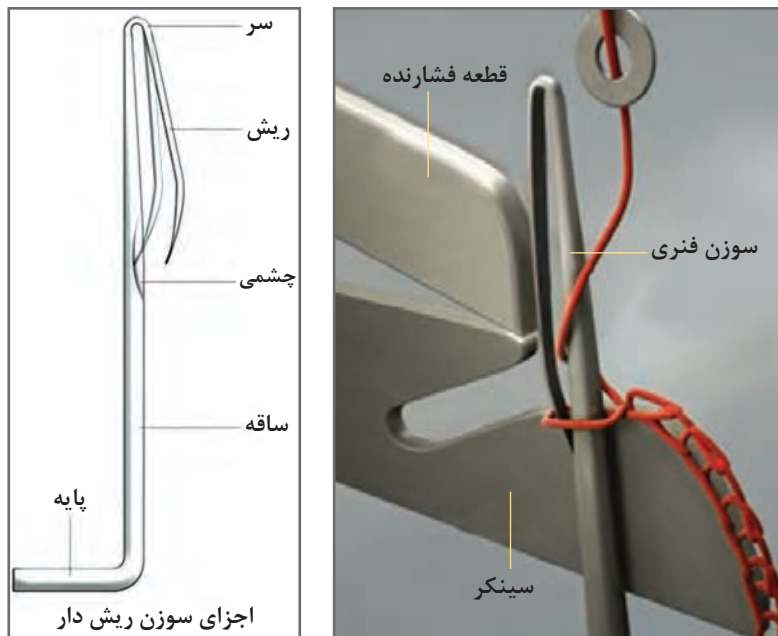 سر
ریش
چشمی
ساقه
پایه
اجزای سوزن ریش دار
قطعه فشارنده
سوزن فنری
سینکر